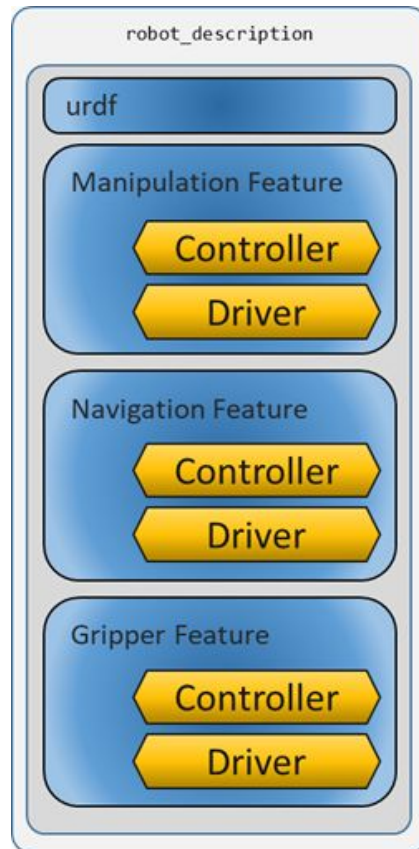 robot_description
urdf
Manipulation Feature
Controller
Driver
Navigation Feature
Controller
Driver
Gripper Feature
Controller
Driver